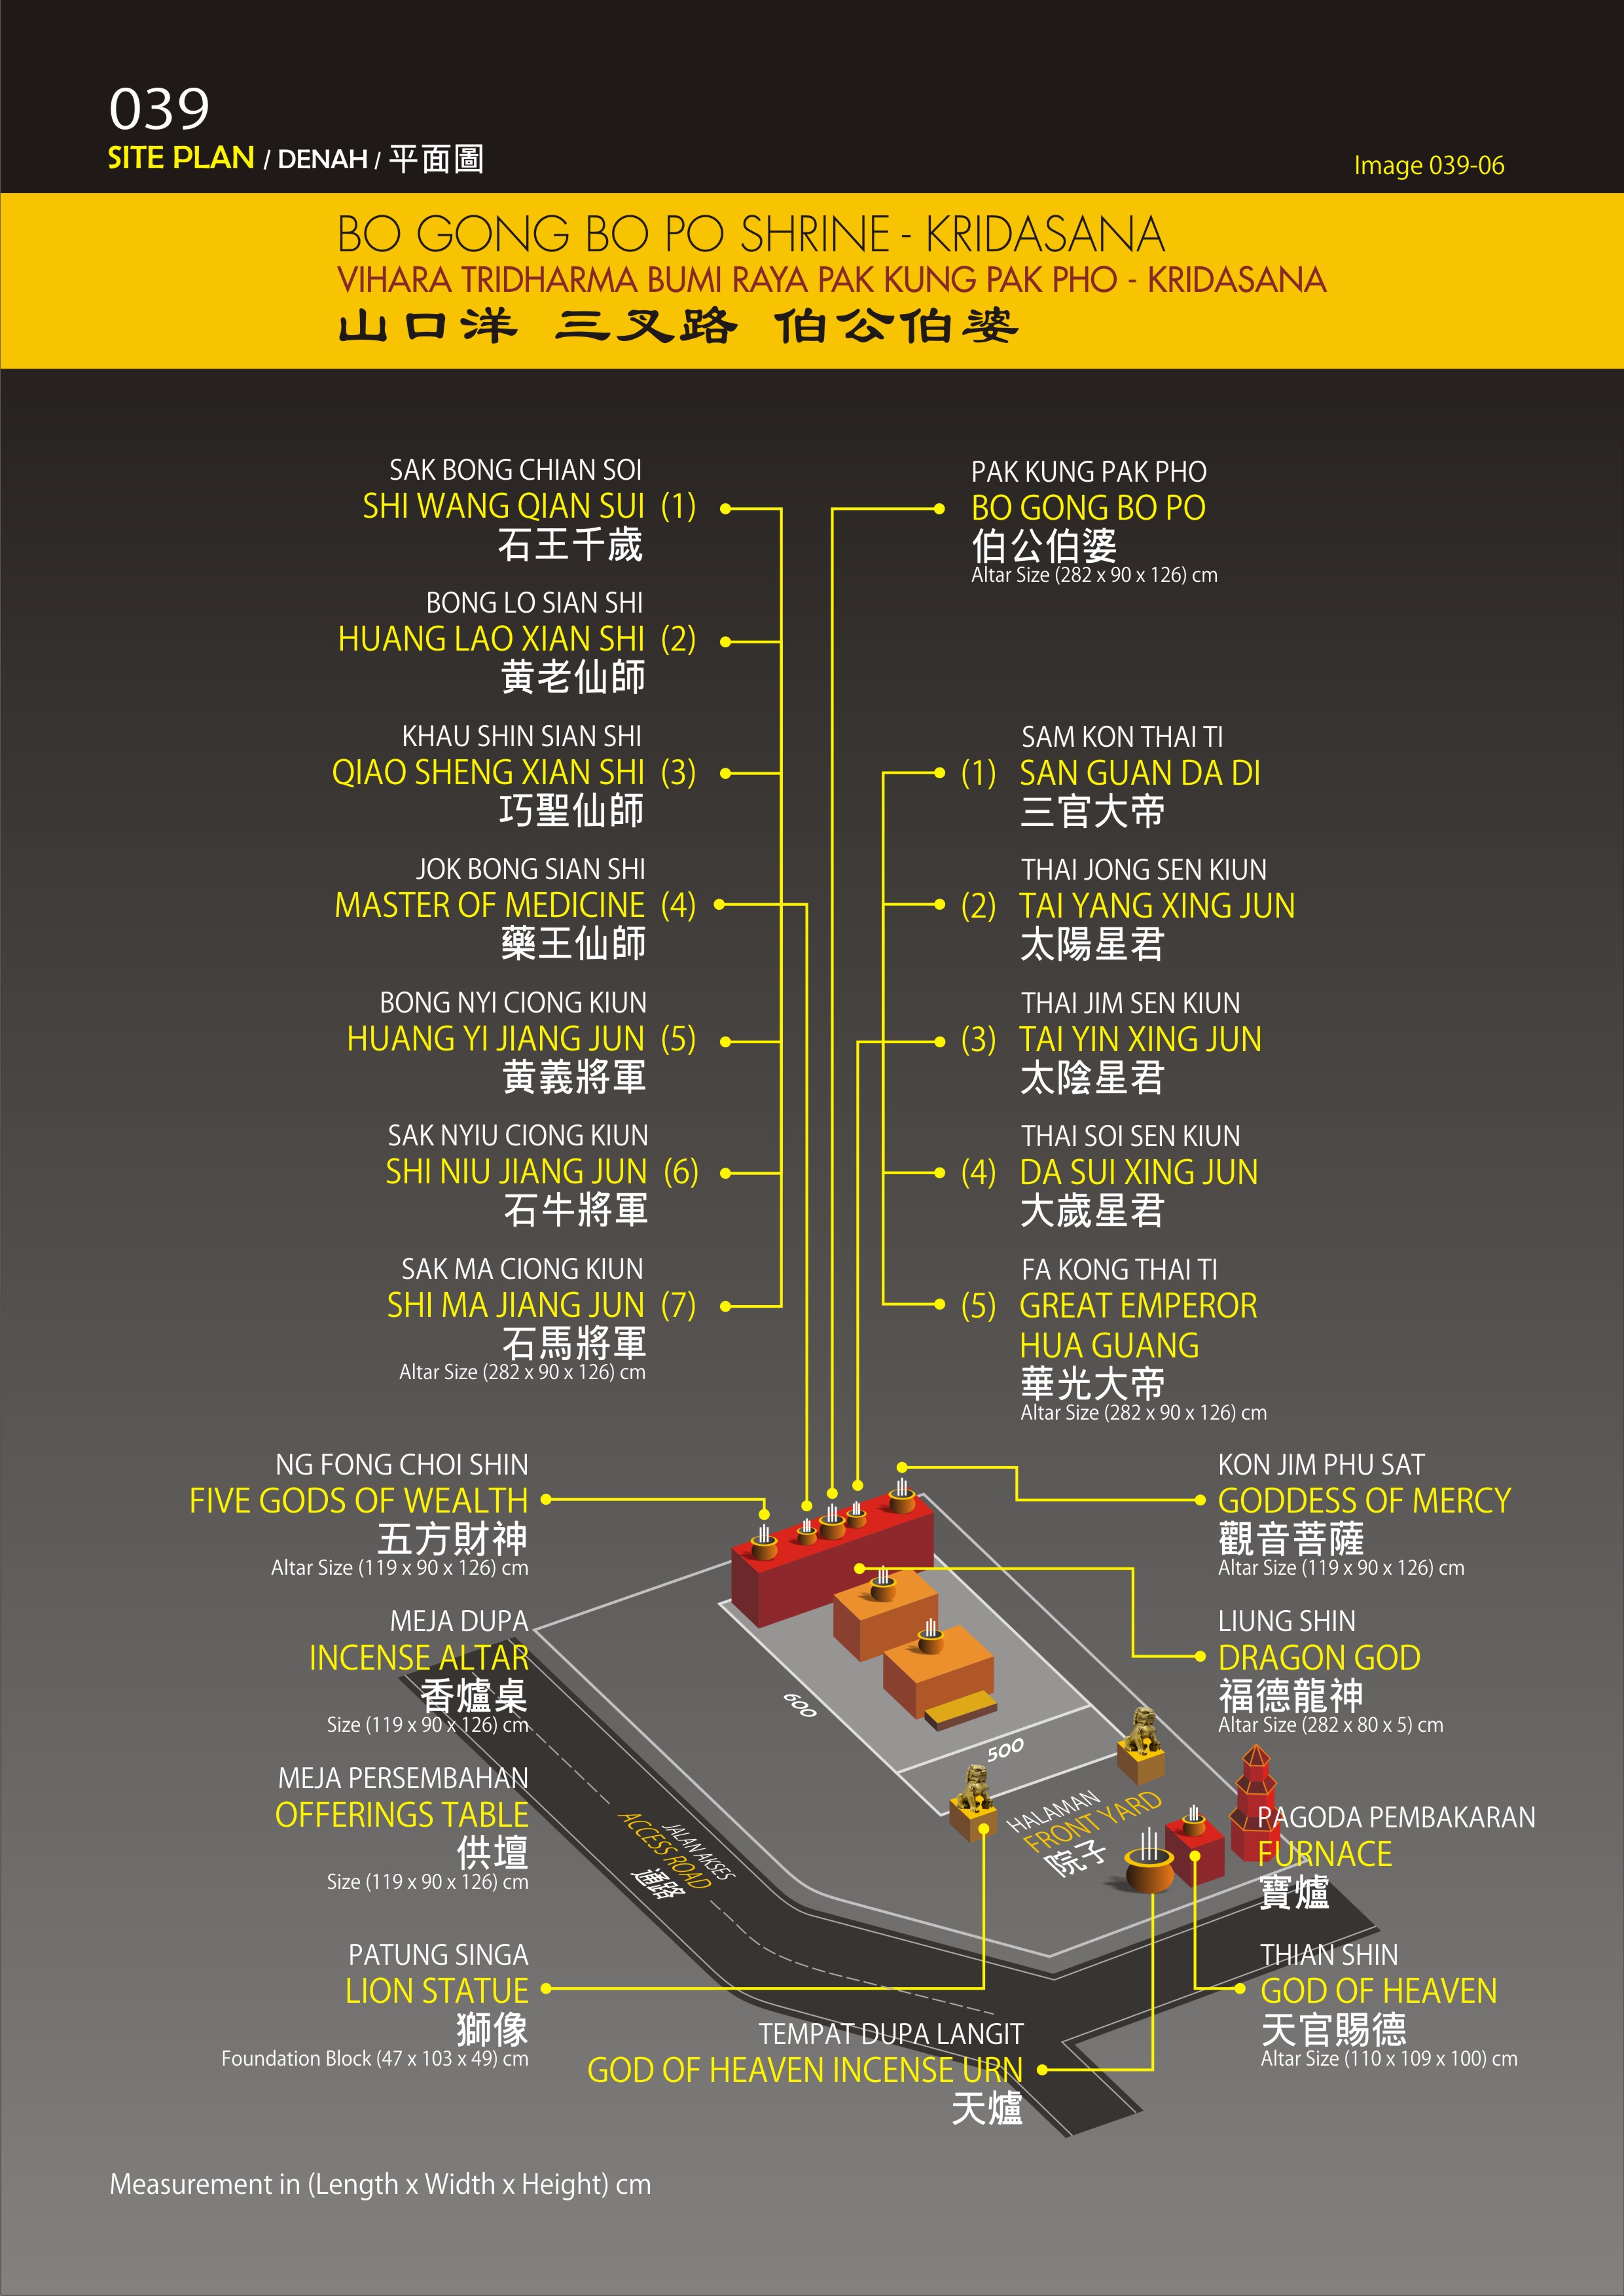 039
SITE PLAN / DENAH / 平面圖
Image 039-06
BO GONG BO PO SHRINE - KRIDASANA
VIHARA TRIDHARMA BUMI RAYA PAK KUNG PAK PHO - KRIDASANA
山口洋 三叉路 伯公伯婆
SAK BONG CHIAN SOI
SHI WANG QIAN SUI (1)
石王千歲
BONG LO SIAN SHI
HUANG LAO XIAN SHI (2)
黄老仙師
KHAU SHIN SIAN SHI
QIAO SHENG XIAN SHI (3)
巧聖仙師
JOK BONG SIAN SHI
MASTER OF MEDICINE (4)
藥王仙師
BONG NYI CIONG KIUN
HUANG YI JIANG JUN (5)
黄義將軍
SAK NYIU CIONG KIUN
SHI NIU JIANG JUN (6)
石牛將軍
SAK MA CIONG KIUN
SHI MA JIANG JUN (7)
石馬將軍
Altar Size (282 x 90 x 126) cm
PAK KUNG PAK PHO
BO GONG BO PO
伯公伯婆
Altar Size (282 x 90 x 126) cm
SAM KON THAI TI
(1) SAN GUAN DA DI
三官大帝
THAI JONG SEN KIUN
(2) TAI YANG XING JUN
太陽星君
THAI JIM SEN KIUN
(3) TAI YIN XING JUN
太陰星君
THAI SOI SEN KIUN
(4) DA SUI XING JUN
大歲星君
FA KONG THAI TI
(5) GREAT EMPEROR
HUA GUANG
華光大帝
Altar Size (282 x 90 x 126) cm
NG FONG CHOI SHIN
FIVE GODS OF WEALTH
五方財神
Altar Size (119 x 90 x 126) cm
MEJA DUPA
INCENSE ALTAR
香爐桌
Size (119 x 90 x 126) cm
MEJA PERSEMBAHAN
OFFERINGS TABLE
供壇
Size (119 x 90 x 126) cm
PATUNG SINGA
LION STATUE
獅像
Foundation Block (47 x 103 x 49) cm
KON JIM PHU SAT
GODDESS OF MERCY
觀音菩薩
Altar Size (119 x 90 x 126) cm
LIUNG SHIN
DRAGON GOD
福德龍神
Altar Size (282 x 80 x 5) cm
600
500
JALAN AKSES
ACCESS ROAD
通路
HALAMAN
FRONT YARD
院子
PAGODA PEMBAKARAN
FURNACE
寶爐
THIAN SHIN
GOD OF HEAVEN
天官賜德
Altar Size (110 x 109 x 100) cm
TEMPAT DUPA LANGIT
GOD OF HEAVEN INCENSE URN
天爐
Measurement in (Length x Width x Height) cm